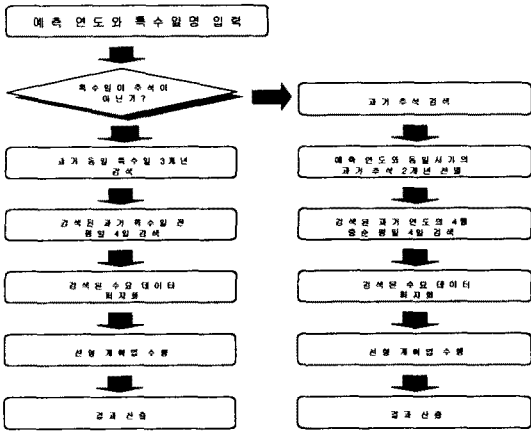 예측 연도와 특수일명 입력
특수일이 추석이
아닌가?
과거 동일 특수일 3개년
검색
검색된 과거 특수일 전
평일 4일 검색
검색된 수요 데이타
퍼지화
선형 계획법 수행
결과 산출
과거 추석 검색
예측 연도와 동일시기의
과거 추석 2개년 선별
검색된 과거 연도의 4월
중순 평일 4일 검색
검색된 수요 데이터
퍼지화
선형 계획법 수행
결과 산출